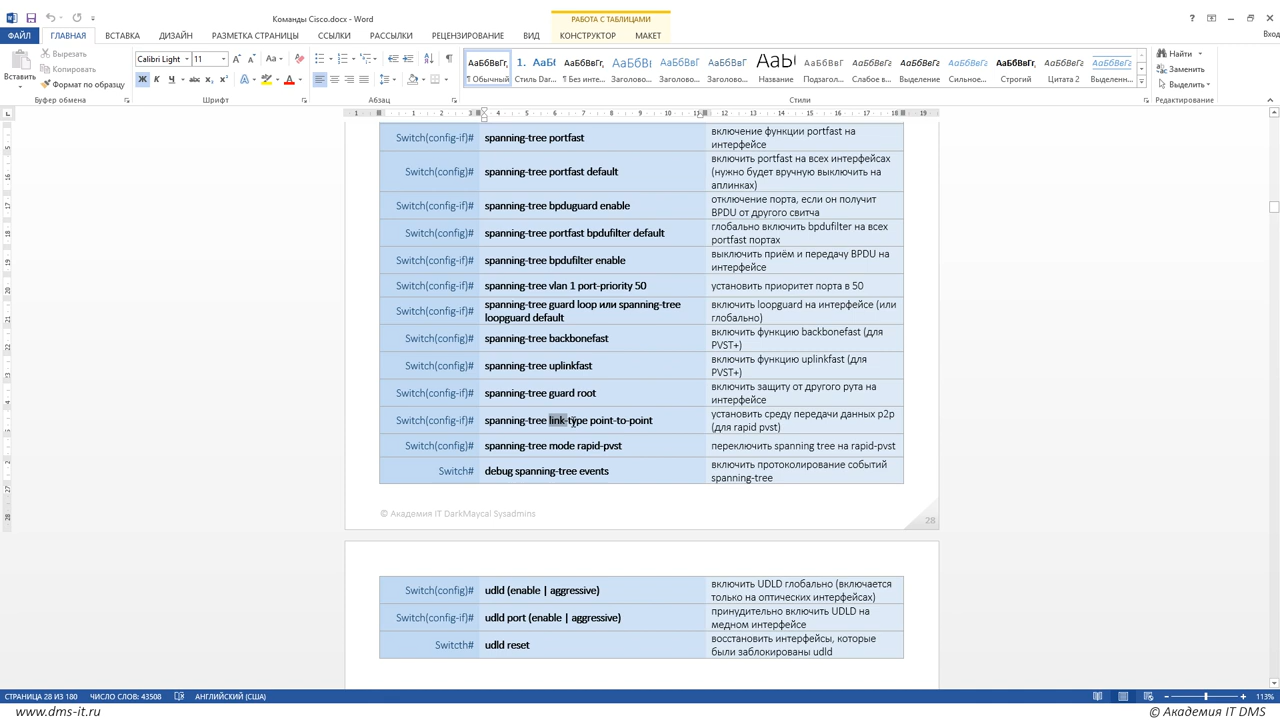 Команды Cisco.docx - Word
РАБОТА С ТАБЛИЦАМИ
ФАЙЛ
ГЛАВНАЯ
ВСТАВКА
ДИЗАЙН
РАЗМЕТКА СТРАНИЦЫ
ССЫЛКИ
РАССЫЛКИ
РЕЦЕНЗИРОВАНИЕ
ВИД
КОНСТРУКТОР
МАКЕТ
Вход
Вставить
Вырезать
Копировать
Формат по образцу
Буфер обмена
Calibri Light
11
Шрифт
Абзац
¶ Обычный
Стиль Dar...
¶ Без инте...
Заголово...
Заголово...
Заголово...
Название
Подзагол...
Слабое в...
Выделение
Сильное...
Строгий
Цитата 2
Выделенн...
Стили
Найти
Заменить
Выделить
Редактирование
Switch(config-if)# spanning-tree portfast включение функции portfast на
интерфейсе
Switch(config)# spanning-tree portfast default включить portfast на всех интерфейсах
(нужно будет вручную выключить на
аплинках)
Switch(config-if)# spanning-tree bpduguard enable отключение порта, если он получит
BPDU от другого свитча
Switch(config)# spanning-tree portfast bpdufilter default глобально включить bpdufilter на всех
portfast портах
Switch(config-if)# spanning-tree bpdufilter enable выключить приём и передачу BPDU на
интерфейсе
Switch(config-if)# spanning-tree vlan 1 port-priority 50 установить приоритет порта в 50
Switch(config-if)# spanning-tree guard loop или spanning-tree
loopguard default
включить loopguard на интерфейсе (или
глобально)
Switch(config)# spanning-tree backbonefast включить функцию backbonefast (для
PVST+)
Switch(config)# spanning-tree uplinkfast включить функцию uplinkfast (для
PVST+)
Switch(config-if)# spanning-tree guard root включить защиту от другого рута на
интерфейсе
Switch(config-if)# spanning-tree link-type point-to-point установить среду передачи данных p2p
(для rapid pvst)
Switch(config)# spanning-tree mode rapid-pvst переключить spanning tree на rapid-pvst
Switch# debug spanning-tree events включить протоколирование событий
spanning-tree
© Академия IT DarkMaycal Sysadmins
28
Switch(config)# udld (enable | aggressive) включить UDLD глобально (включается
только на оптических интерфейсах)
Switch(config-if)# udld port (enable | aggressive) принудительно включить UDLD на
медном интерфейсе
Switcth# udld reset восстановить интерфейсы, которые
были заблокированы udld
СТРАНИЦА 28 ИЗ 180
ЧИСЛО СЛОВ: 43508
АНГЛИЙСКИЙ (США)
113%
www.dms-it.ru
© Академия IT DMS